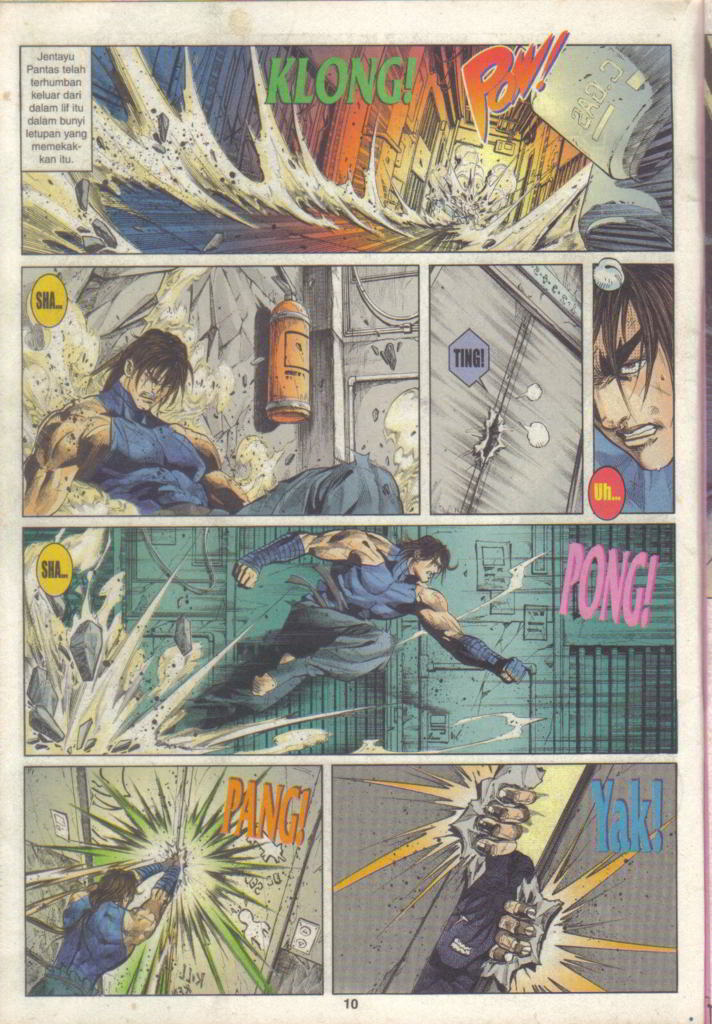 Jentayu
Pantas telah
terhumban
keluar dari
dalam lif itu
dalam bunyi
letupan yang
memekak-
kan itu.
KLONG!
POW!
SHA...
TING!
Uh...
SHA...
PONG!
PANG!
KILL
Yak!
10